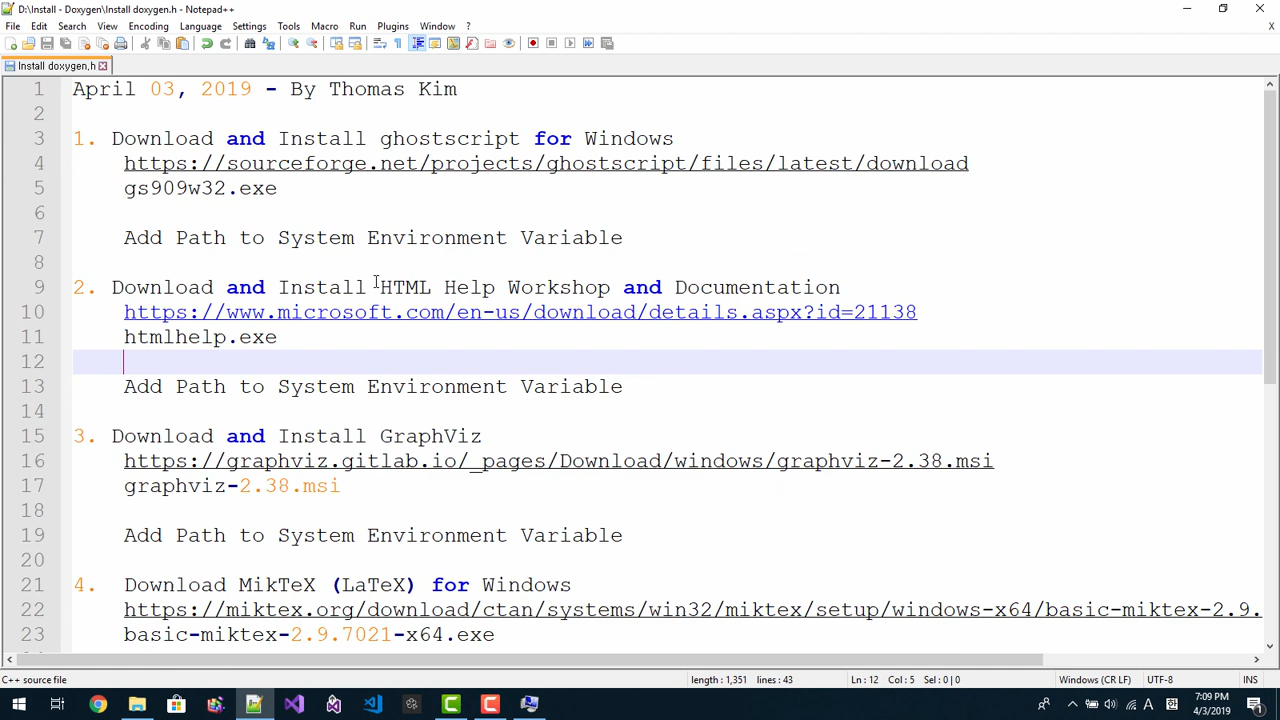 D:\Install - Doxygen\Install doxygen.h - Notepad++
File Edit Search View Encoding Language Settings Tools Macro Run Plugins Window ?
X
Install doxygen.h
1 April 03, 2019 - By Thomas Kim
2
3 1. Download and Install ghostscript for Windows
4 https://sourceforge.net/projects/ghostscript/files/latest/download
5 gs909w32.exe
6
7 Add Path to System Environment Variable
8
9 2. Download and Install HTML Help Workshop and Documentation
10 https://www.microsoft.com/en-us/download/details.aspx?id=21138
11 htmlhelp.exe
12
13 Add Path to System Environment Variable
14
15 3. Download and Install GraphViz
16 https://graphviz.gitlab.io/_pages/Download/windows/graphviz-2.38.msi
17 graphviz-2.38.msi
18
19 Add Path to System Environment Variable
20
21 4. Download MikTeX (LaTeX) for Windows
22 https://miktex.org/download/ctan/systems/win32/miktex/setup/windows-x64/basic-miktex-2.9.
23 basic-miktex-2.9.7021-x64.exe
C++ source file length : 1,351 lines : 43 Ln : 12 Col : 5 Sel : 0 | 0 Windows (CR LF) UTF-8 INS
A 7:09 PM
4/3/2019